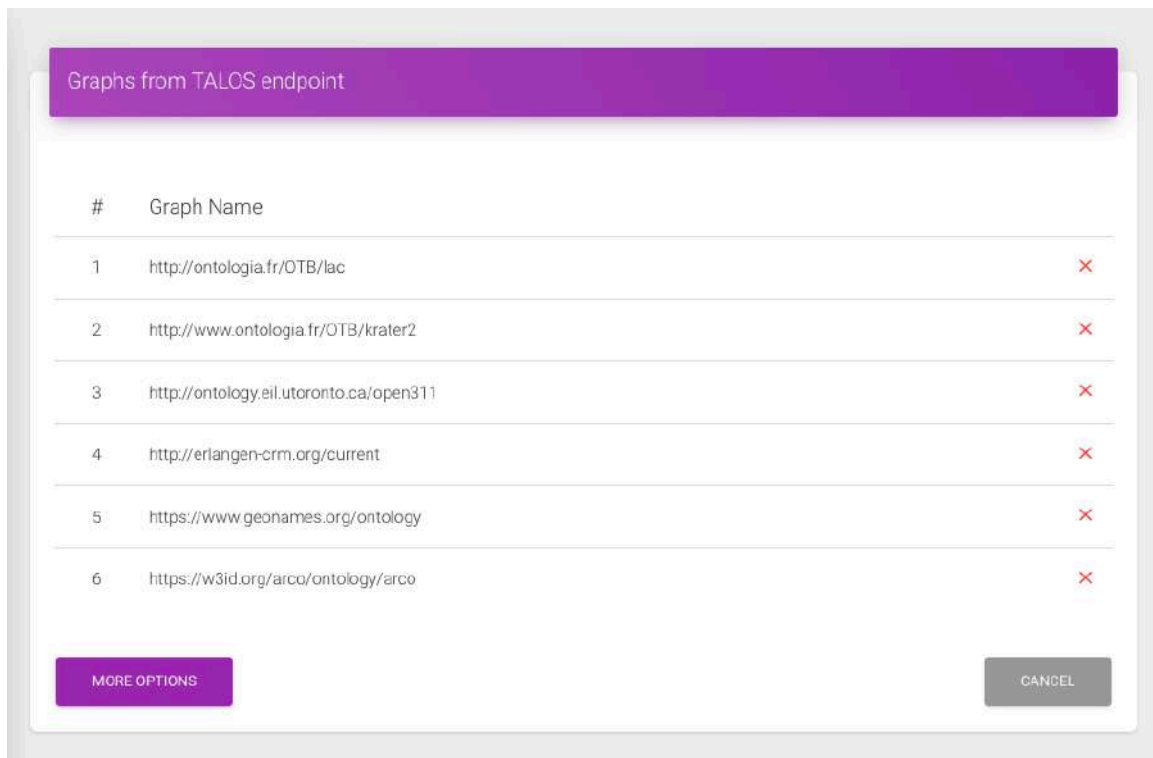 Graphs from TALOS endpoint
# Graph Name
1 http://ontologia.fr/OTB/lac
2 http://www.ontologia.fr/OTB/krater2
3 http://ontology.eil.utoronto.ca/open311
4 http://erlangen-crm.org/current
5 https://www.geonames.org/ontology
6 https://w3id.org/arco/ontology/arco
MORE OPTIONS CANCEL